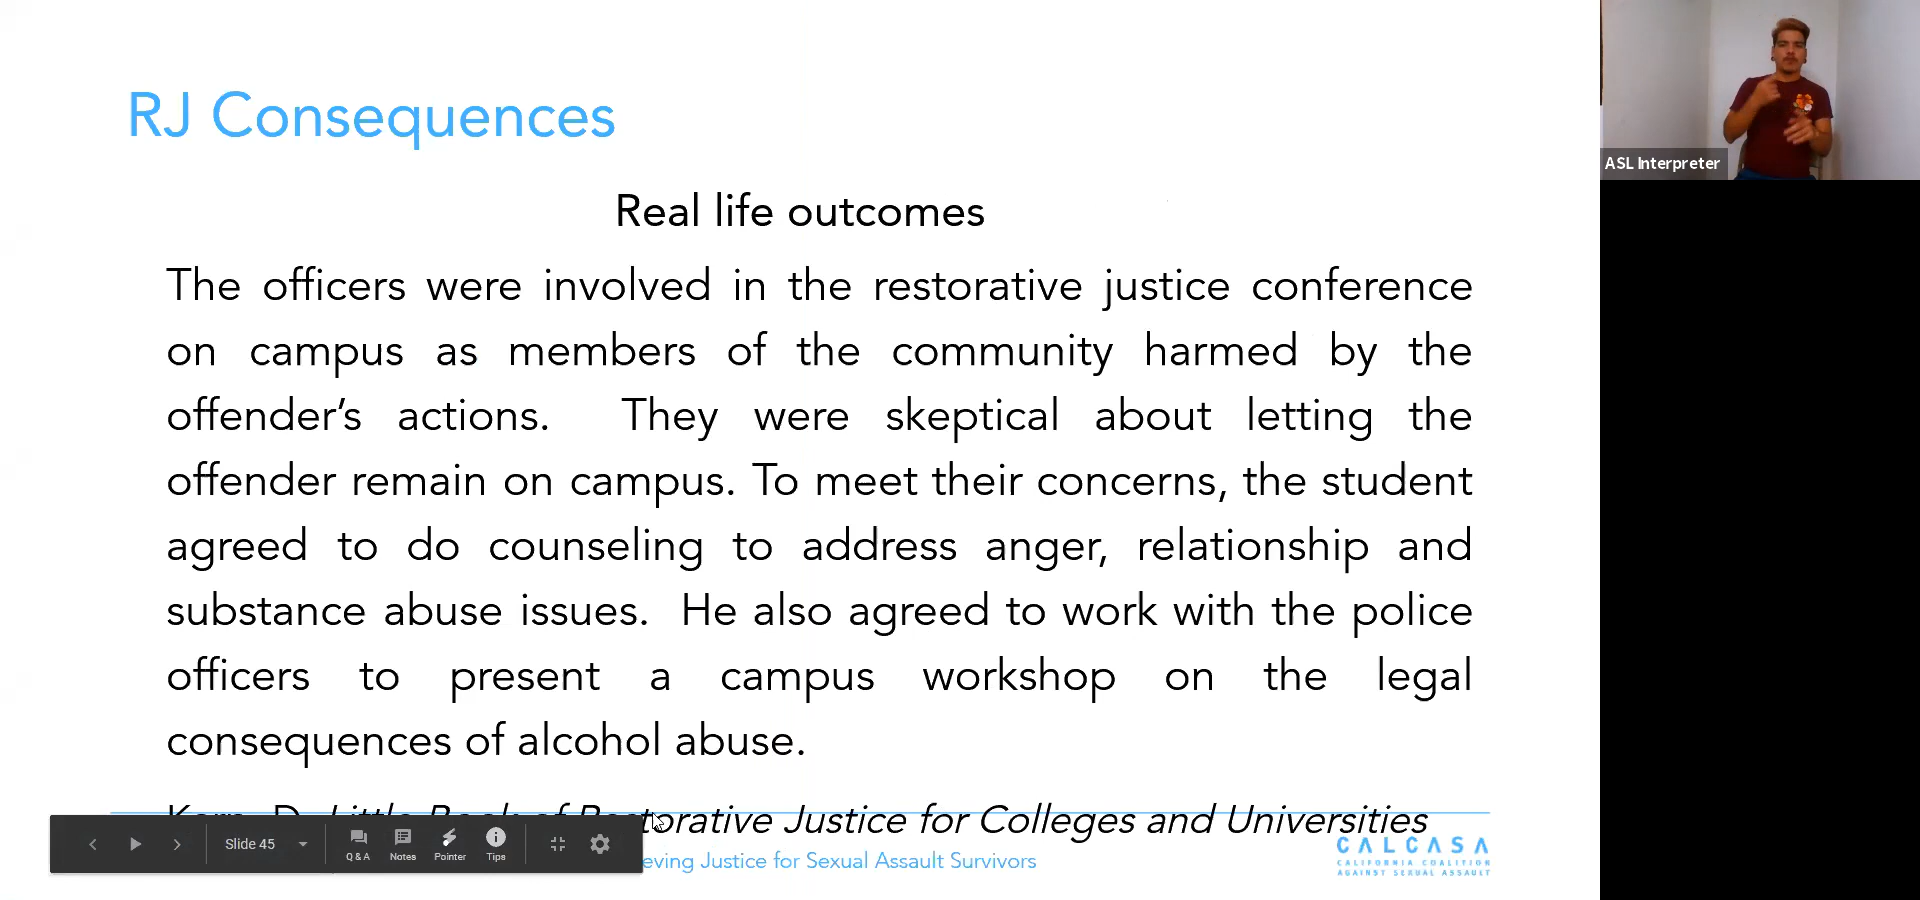 RJ Consequences
Real life outcomes
The officers were involved in the restorative justice conference
on campus as members of the community harmed by the
offender's actions.  They were skeptical about letting the
offender remain on campus. To meet their concerns, the student
agreed to do counseling to address anger, relationship and
substance abuse issues.  He also agreed to work with the police
officers to present a campus workshop on the legal
consequences of alcohol abuse.
D. Little Book of Restorative Justice for Colleges and Universities
Justice for Sexual Assault Survivors
CALCASA
CALIFORNIA COALITION
AGAINST SEXUAL ASSAULT
Slide 45
Q & A
Notes
Pointer
Tips
ASL Interpreter